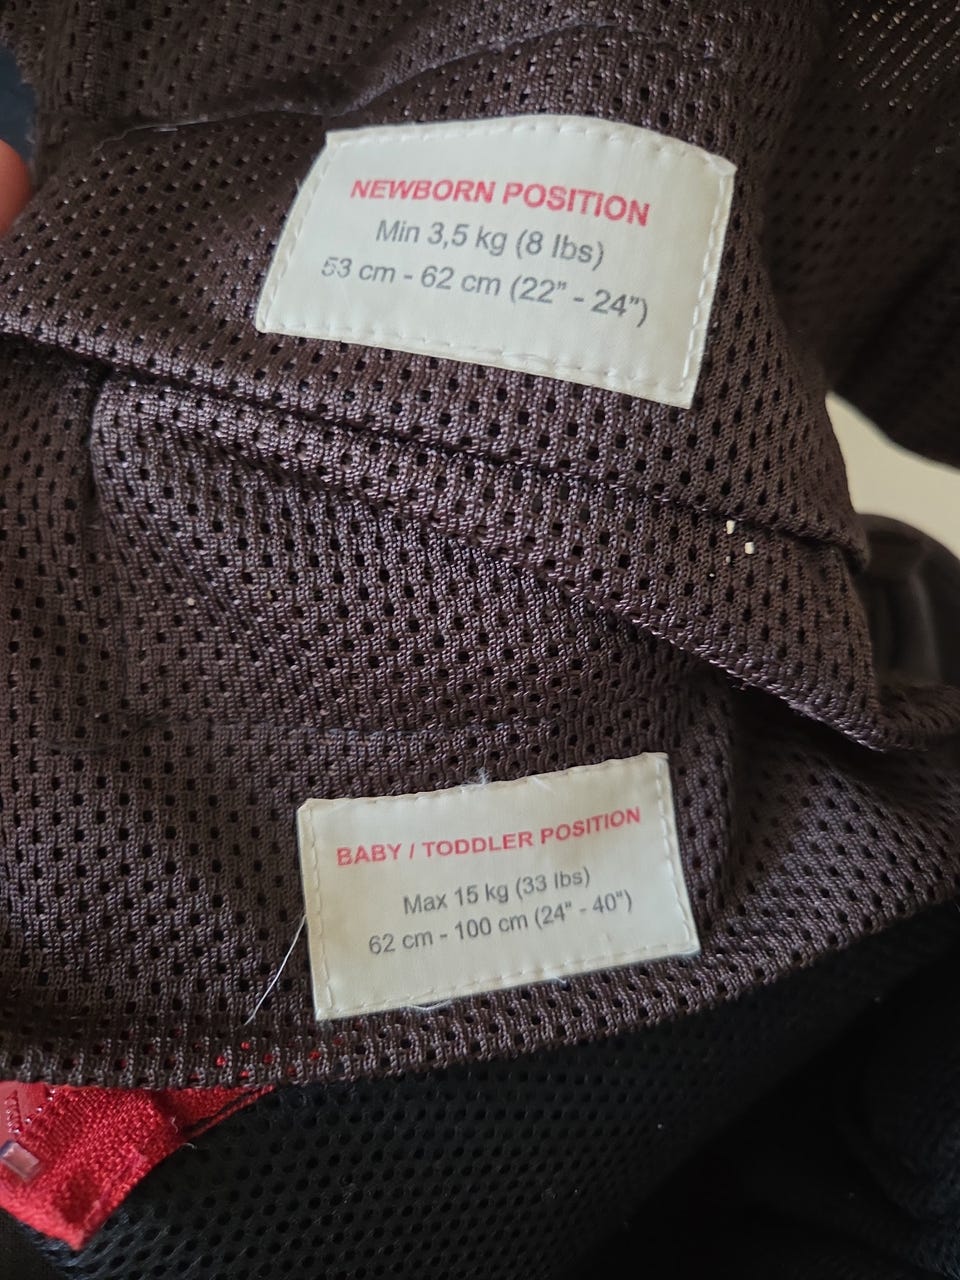 NEWBORN POSITION
Min 3,5 kg (8 lbs)
53 cm - 62 cm (22" - 24")
BABY / TODDLER POSITION
Max 15 kg (33 lbs)
62 cm - 100 cm (24" - 40")